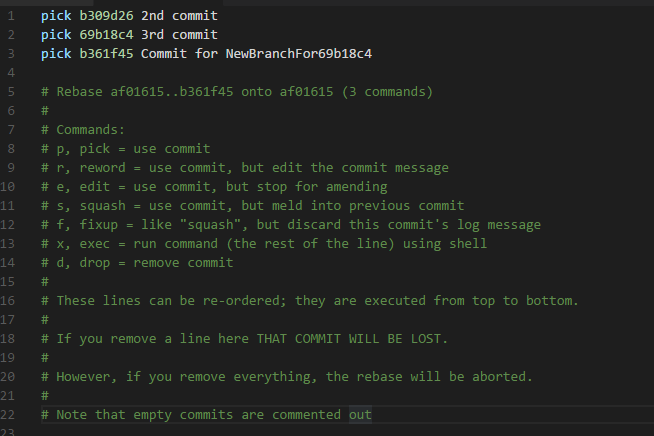 1 pick b309d26 2nd commit
2 pick 69b18c4 3rd commit
3 pick b361f45 Commit for NewBranchFor69b18c4
4
5 # Rebase af01615..b361f45 onto af01615 (3 commands)
6 #
7 # Commands:
8 # p, pick = use commit
9 # r, reword = use commit, but edit the commit message
10 # e, edit = use commit, but stop for amending
11 # s, squash = use commit, but meld into previous commit
12 # f, fixup = like "squash", but discard this commit's log message
13 # x, exec = run command (the rest of the line) using shell
14 # d, drop = remove commit
15 #
16 # These lines can be re-ordered; they are executed from top to bottom.
17 #
18 # If you remove a line here THAT COMMIT WILL BE LOST.
19 #
20 # However, if you remove everything, the rebase will be aborted.
21 #
22 # Note that empty commits are commented out
23